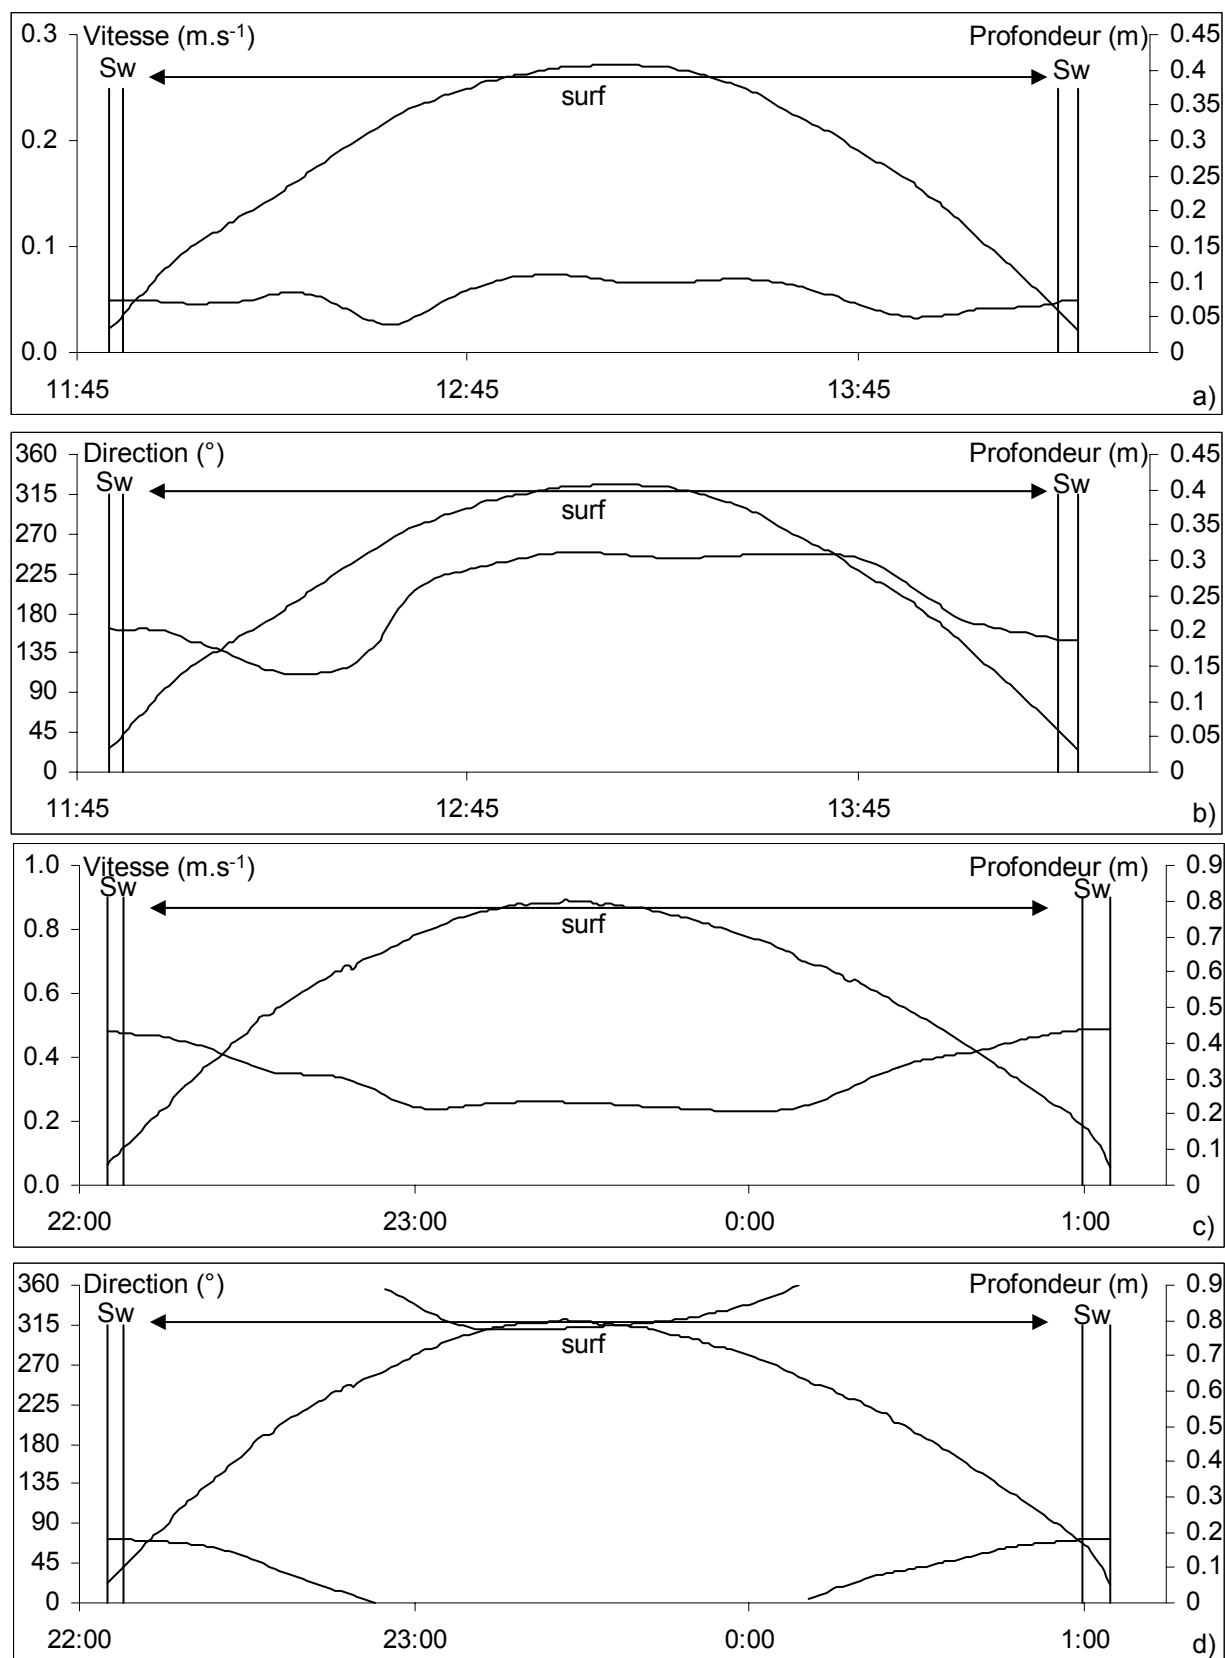 Vitesse (m.s-1) Profondeur (m)
0.3 0.45
Sw Sw
0.4
surf
0.35
0.2 0.3
0.25
0.2
0.1 0.15
0.1
0.05
0.0 0
11:45 12:45 13:45
a)
360 Direction (°) Profondeur (m) 0.45
Sw Sw
315 0.4
surf
270 0.35
225 0.3
0.25
180
0.2
135
0.15
90 0.1
45 0.05
0 0
11:45 12:45 13:45
b)
1.0 Vitesse (m.s-1) Profondeur (m) 0.9
Sw Sw
0.8 0.8
surf
0.7
0.6 0.6
0.5
0.4 0.4
0.3
0.2 0.2
0.1
0.0 0
22:00 23:00 0:00 1:00
c)
360 Direction (°) Profondeur (m) 0.9
Sw Sw
315 0.8
surf
270 0.7
0.6
225
0.5
180
0.4
135
0.3
90
0.2
45 0.1
0 0
22:00 23:00 0:00 1:00
d)